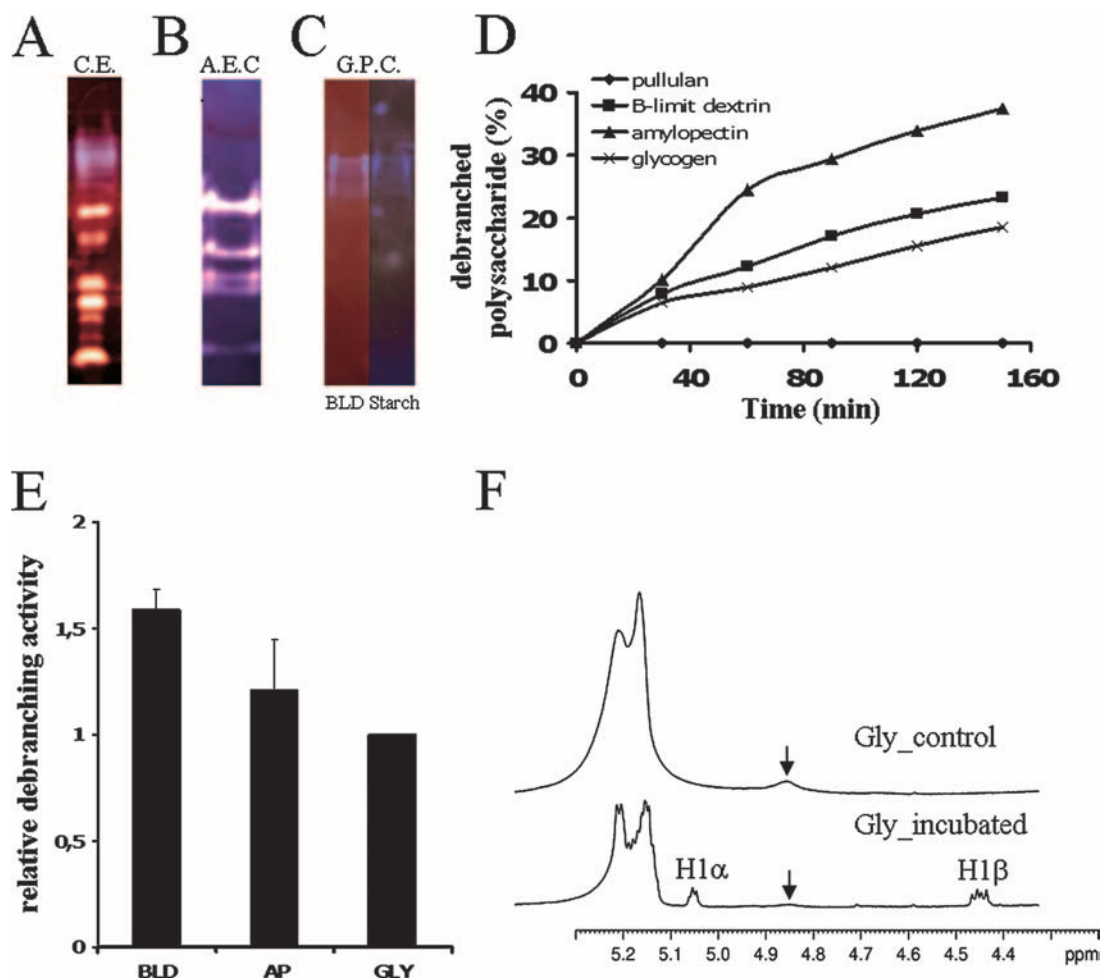 A
C.E.
B
A.E.C
C
G.P.C.
BLD Starch
D
pullulan
B-limit dextrin
amylopectin
glycogen
debranched
polysaccharide (%)
40
30
20
10
0
0 40 80 120 160
Time (min)
E
relative debranching activity
2
1,5
1
0,5
0
BLD AP GLY
F
Gly_control
Gly_incubated
H1α
H1β
5.2 5.1 5.0 4.9 4.8 4.7 4.6 4.5 4.4 ppm